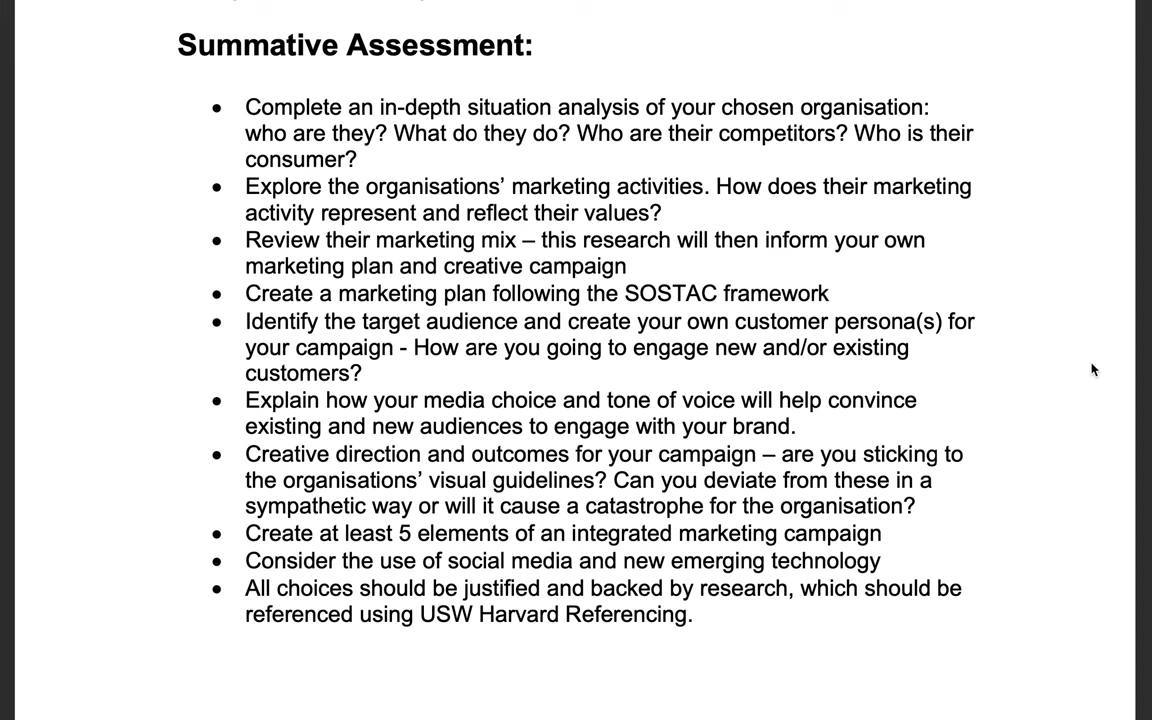 Summative Assessment:
• Complete an in-depth situation analysis of your chosen organisation:
who are they? What do they do? Who are their competitors? Who is their
consumer?
• Explore the organisations’ marketing activities. How does their marketing
activity represent and reflect their values?
• Review their marketing mix – this research will then inform your own
marketing plan and creative campaign
• Create a marketing plan following the SOSTAC framework
• Identify the target audience and create your own customer persona(s) for
your campaign - How are you going to engage new and/or existing
customers?
• Explain how your media choice and tone of voice will help convince
existing and new audiences to engage with your brand.
• Creative direction and outcomes for your campaign – are you sticking to
the organisations’ visual guidelines? Can you deviate from these in a
sympathetic way or will it cause a catastrophe for the organisation?
• Create at least 5 elements of an integrated marketing campaign
• Consider the use of social media and new emerging technology
• All choices should be justified and backed by research, which should be
referenced using USW Harvard Referencing.